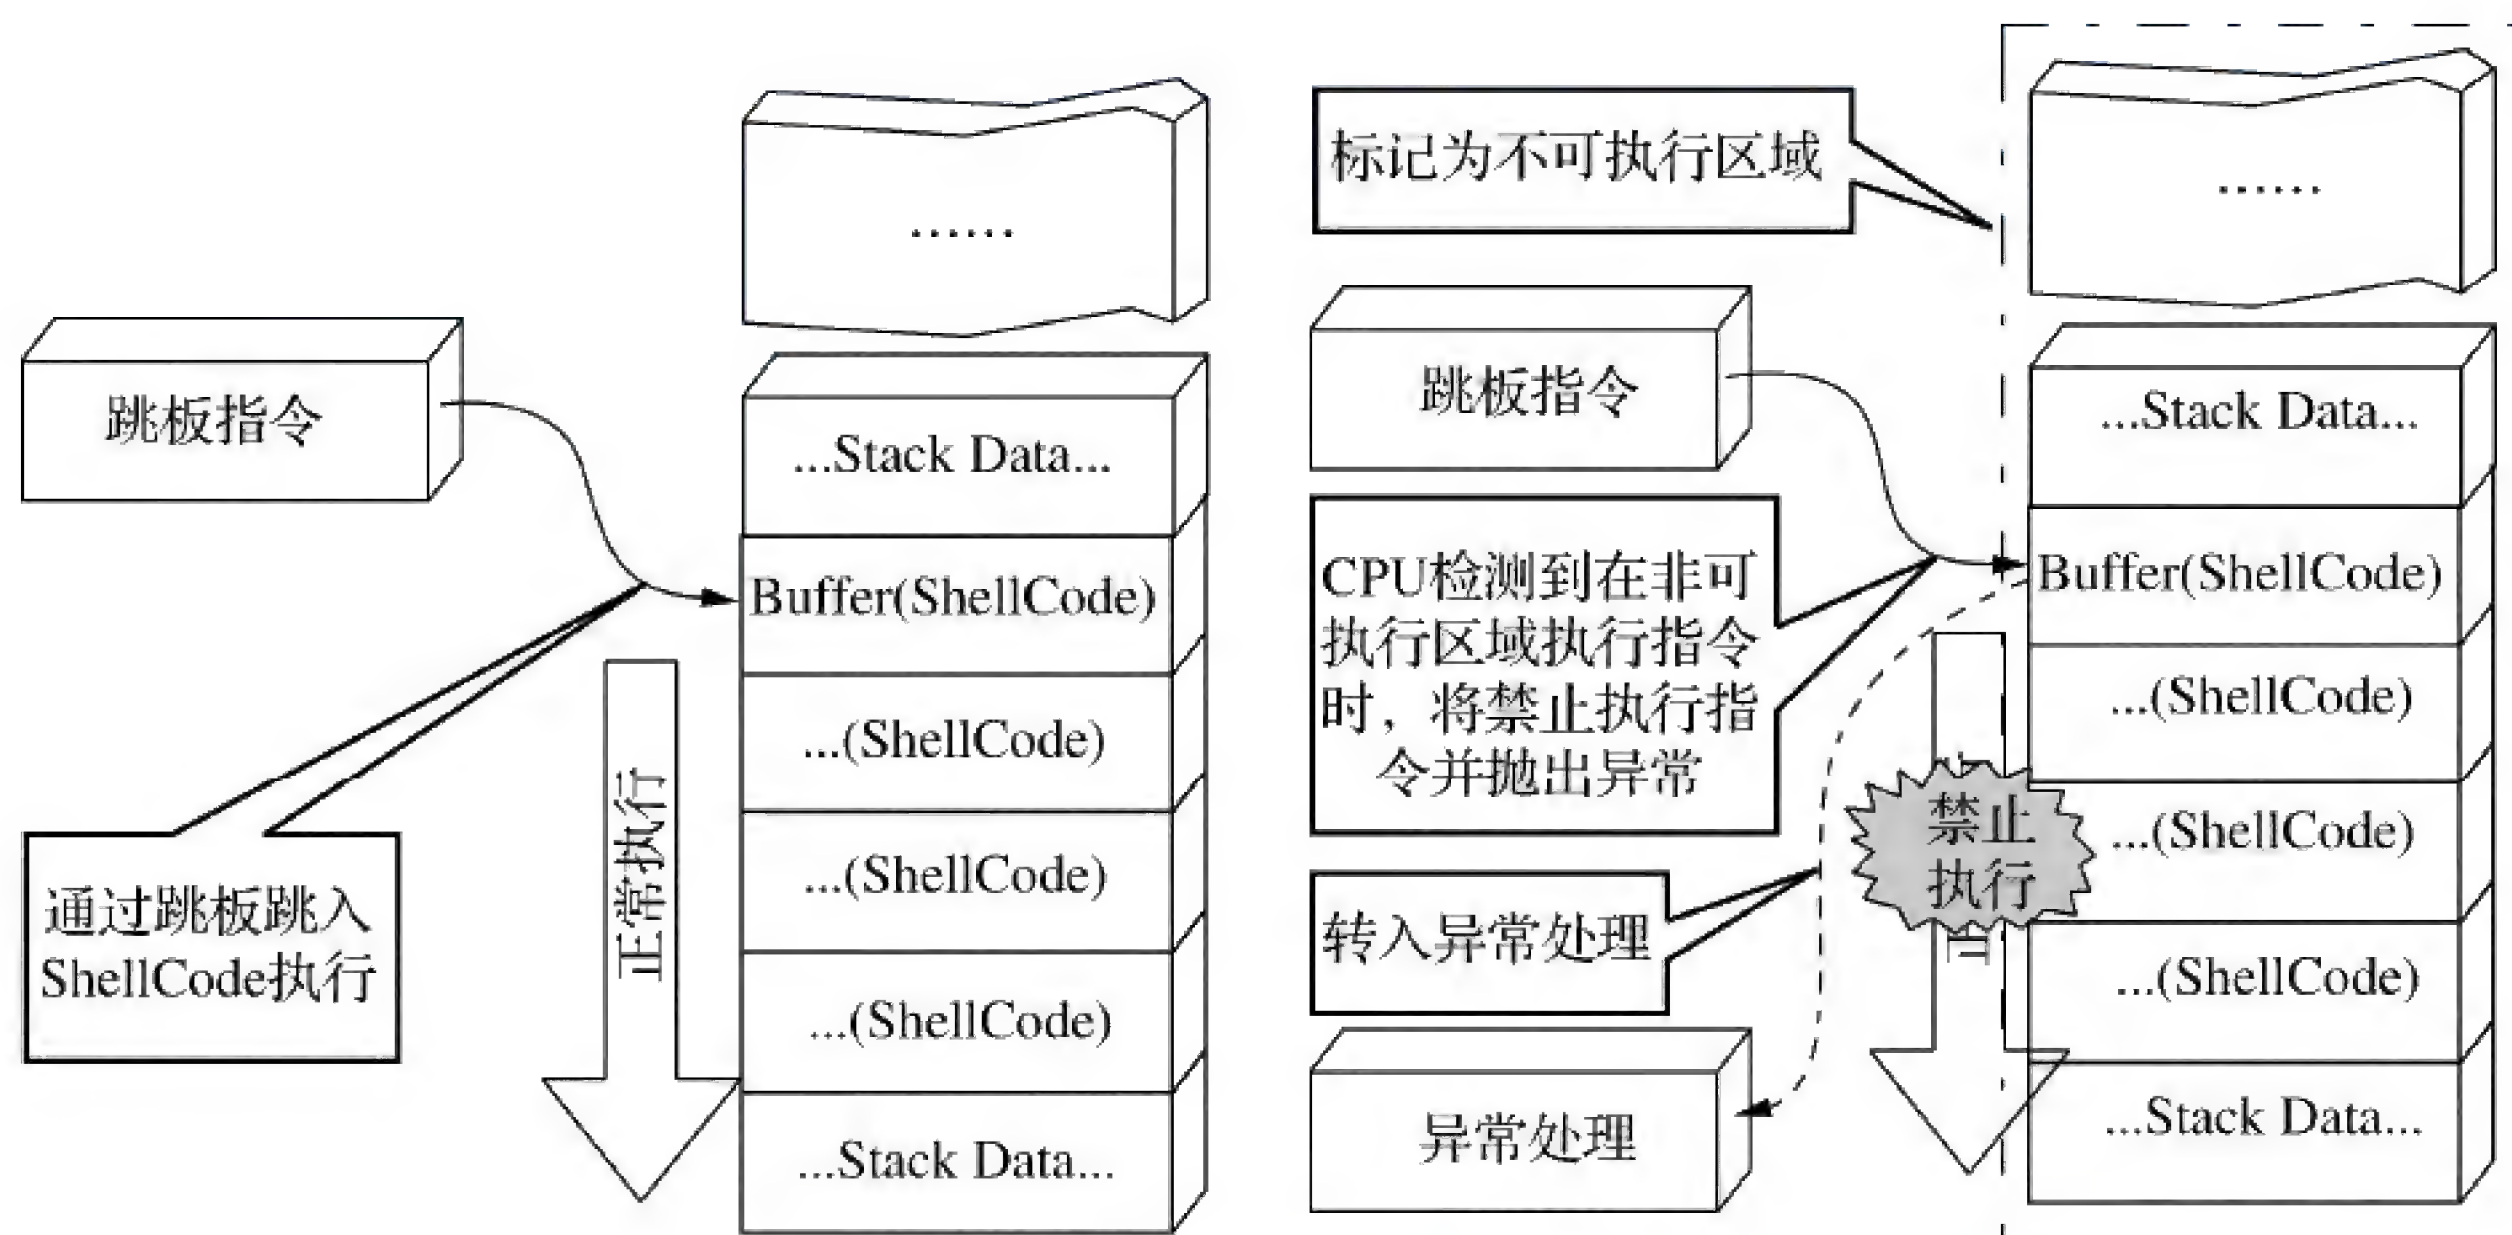 ......
跳板指令
...Stack Data...
Buffer(ShellCode)
...(ShellCode)
...(ShellCode)
...(ShellCode)
...Stack Data...
正常执行
通过跳板跳入
ShellCode执行
标记为不可执行区域
......
跳板指令
...Stack Data...
CPU检测到在非可
执行区域执行指令
时，将禁止执行指
令并抛出异常
Buffer(ShellCode)
...(ShellCode)
...(ShellCode)
...(ShellCode)
...Stack Data...
禁止
执行
转入异常处理
异常处理